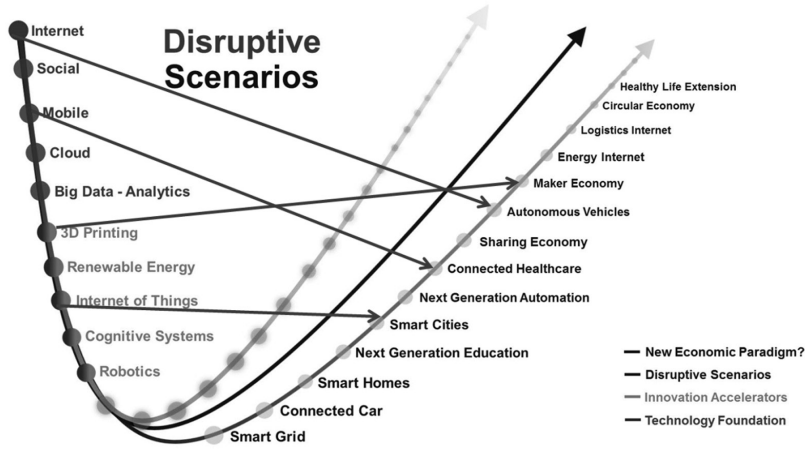 Disruptive
Scenarios
Internet
Social
Mobile
Cloud
Big Data - Analytics
3D Printing
Renewable Energy
Internet of Things
Cognitive Systems
Robotics
Healthy Life Extension
Circular Economy
Logistics Internet
Energy Internet
Maker Economy
Autonomous Vehicles
Sharing Economy
Connected Healthcare
Next Generation Automation
Smart Cities
Next Generation Education
Smart Homes
Connected Car
Smart Grid
New Economic Paradigm?
Disruptive Scenarios
Innovation Accelerators
Technology Foundation